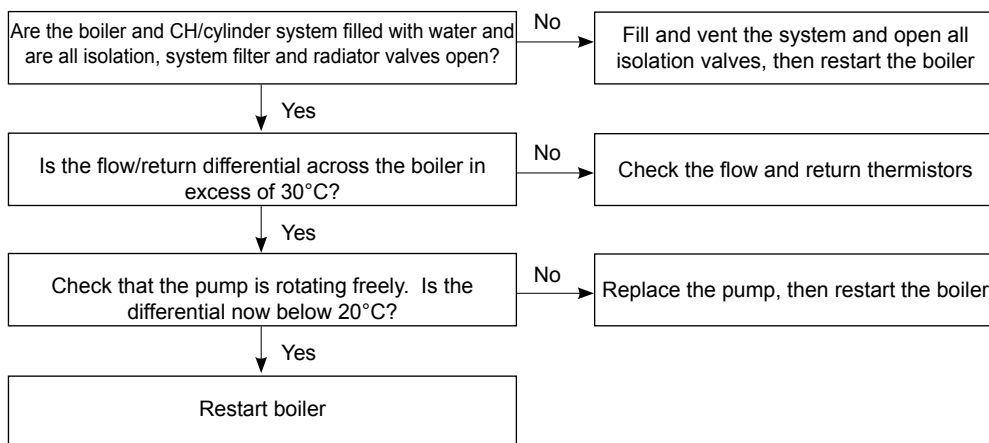 Are the boiler and CH/cylinder system filled with water and
are all isolation, system filter and radiator valves open?
No
Fill and vent the system and open all
isolation valves, then restart the boiler
Yes
Is the flow/return differential across the boiler in
excess of 30°C?
No
Check the flow and return thermistors
Yes
Check that the pump is rotating freely.  Is the
differential now below 20°C?
No
Replace the pump, then restart the boiler
Yes
Restart boiler